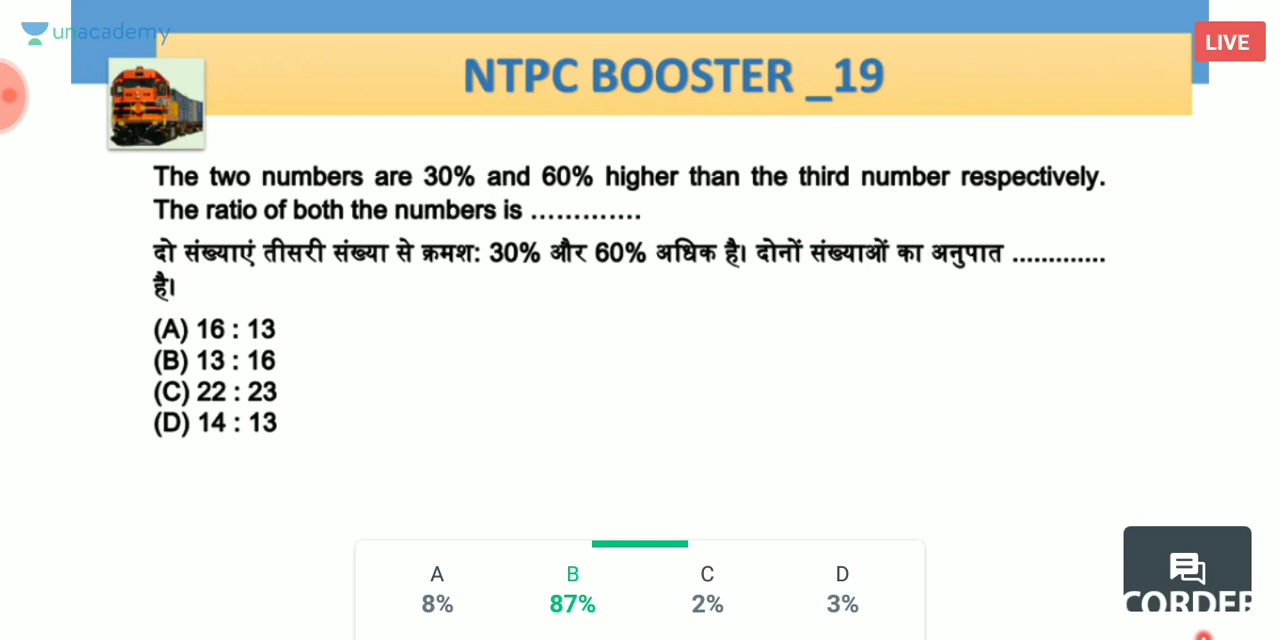 unacademy
LIVE
NTPC BOOSTER _19
The two numbers are 30% and 60% higher than the third number respectively.
The ratio of both the numbers is .............
दो संख्याएं तीसरी संख्या से क्रमश: 30% और 60% अधिक है। दोनों संख्याओं का अनुपात .............
है।
(A) 16 : 13
(B) 13 : 16
(C) 22 : 23
(D) 14 : 13
A B C D
8% 87% 2% 3%
CORDER